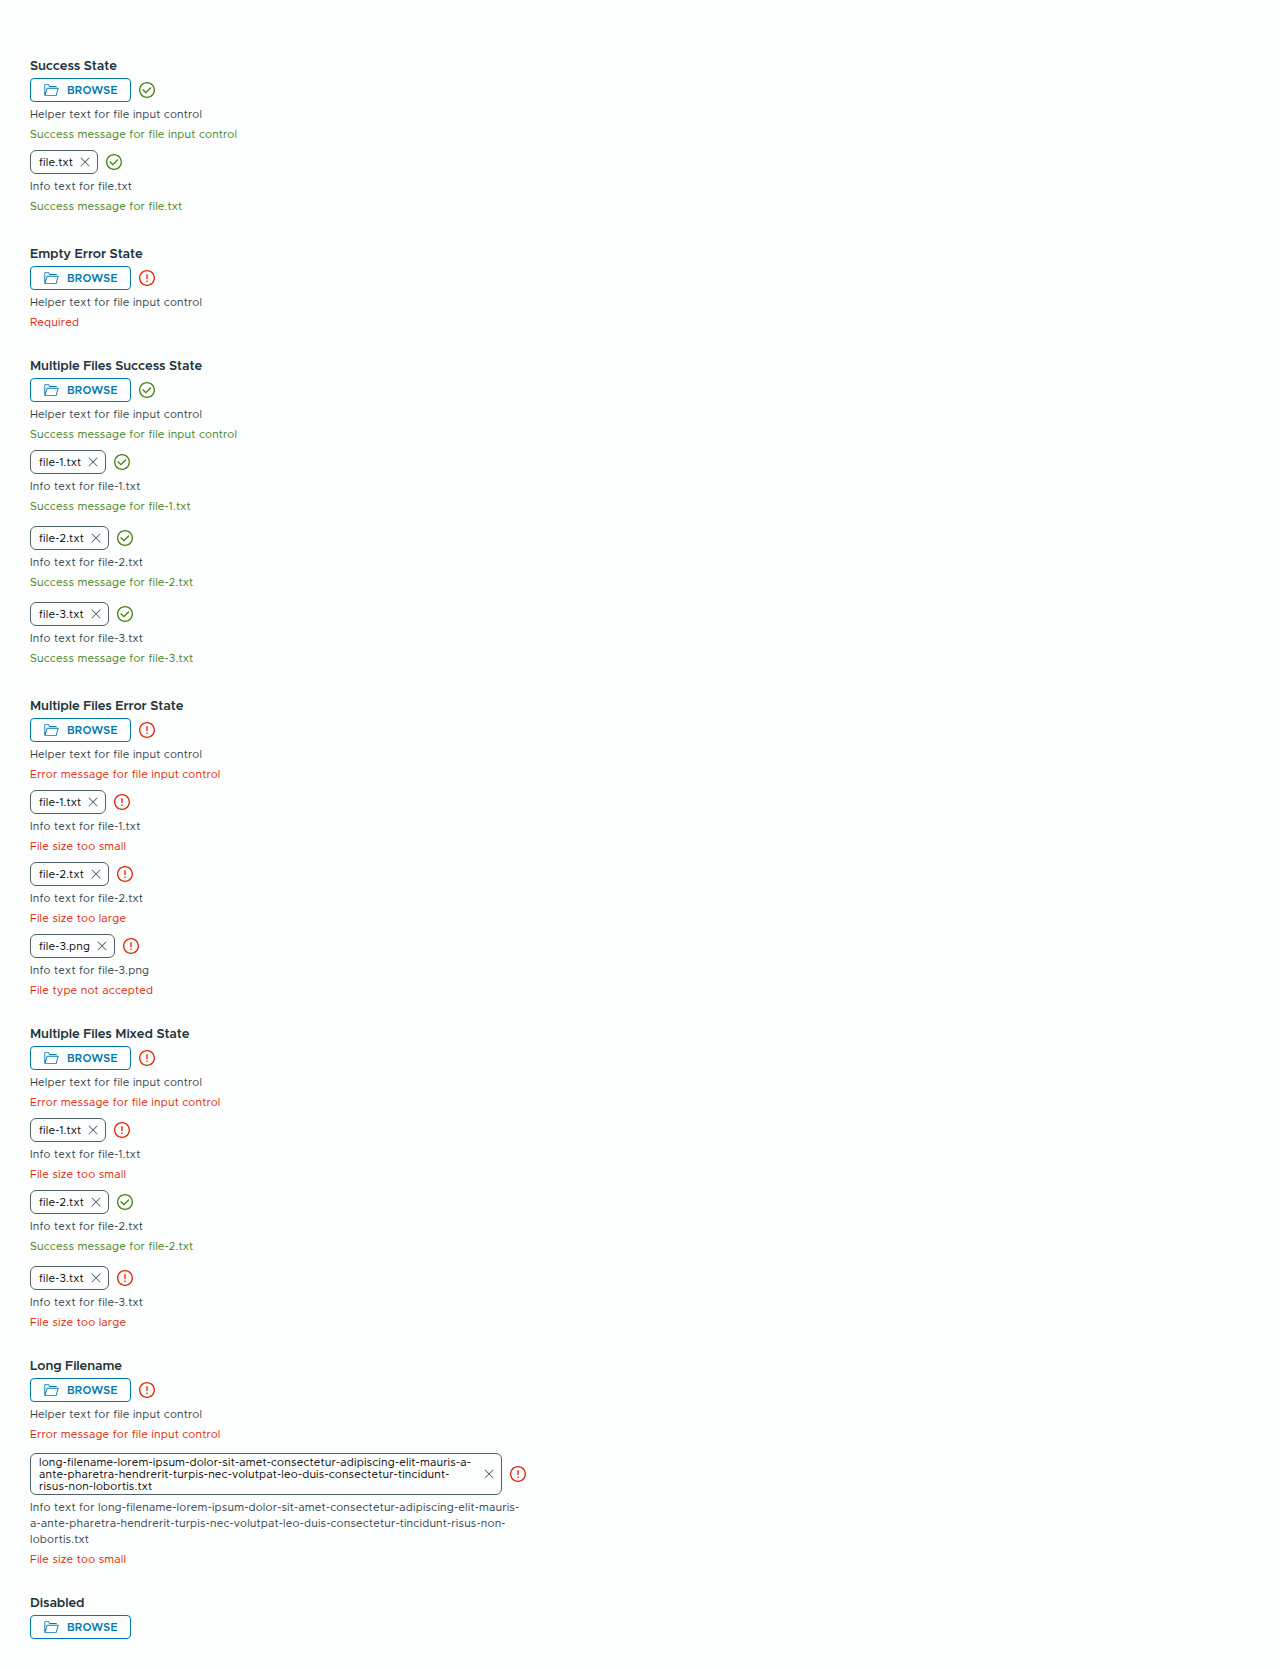 Success State
BROWSE
Helper text for file input control
Success message for file input control
file.txt
Info text for file.txt
Success message for file.txt
Empty Error State
BROWSE
Helper text for file input control
Required
Multiple Files Success State
BROWSE
Helper text for file input control
Success message for file input control
file-1.txt
Info text for file-1.txt
Success message for file-1.txt
file-2.txt
Info text for file-2.txt
Success message for file-2.txt
file-3.txt
Info text for file-3.txt
Success message for file-3.txt
Multiple Files Error State
BROWSE
Helper text for file input control
Error message for file input control
file-1.txt
Info text for file-1.txt
File size too small
file-2.txt
Info text for file-2.txt
File size too large
file-3.png
Info text for file-3.png
File type not accepted
Multiple Files Mixed State
BROWSE
Helper text for file input control
Error message for file input control
file-1.txt
Info text for file-1.txt
File size too small
file-2.txt
Info text for file-2.txt
Success message for file-2.txt
file-3.txt
Info text for file-3.txt
File size too large
Long Filename
BROWSE
Helper text for file input control
Error message for file input control
long-filename-lorem-ipsum-dolor-sit-amet-consectetur-adipiscing-elit-mauris-a-
ante-pharetra-hendrerit-turpis-nec-volutpat-leo-duis-consectetur-tincidunt-
risus-non-lobortis.txt
Info text for long-filename-lorem-ipsum-dolor-sit-amet-consectetur-adipiscing-elit-mauris-
a-ante-pharetra-hendrerit-turpis-nec-volutpat-leo-duis-consectetur-tincidunt-risus-non-
lobortis.txt
File size too small
Disabled
BROWSE